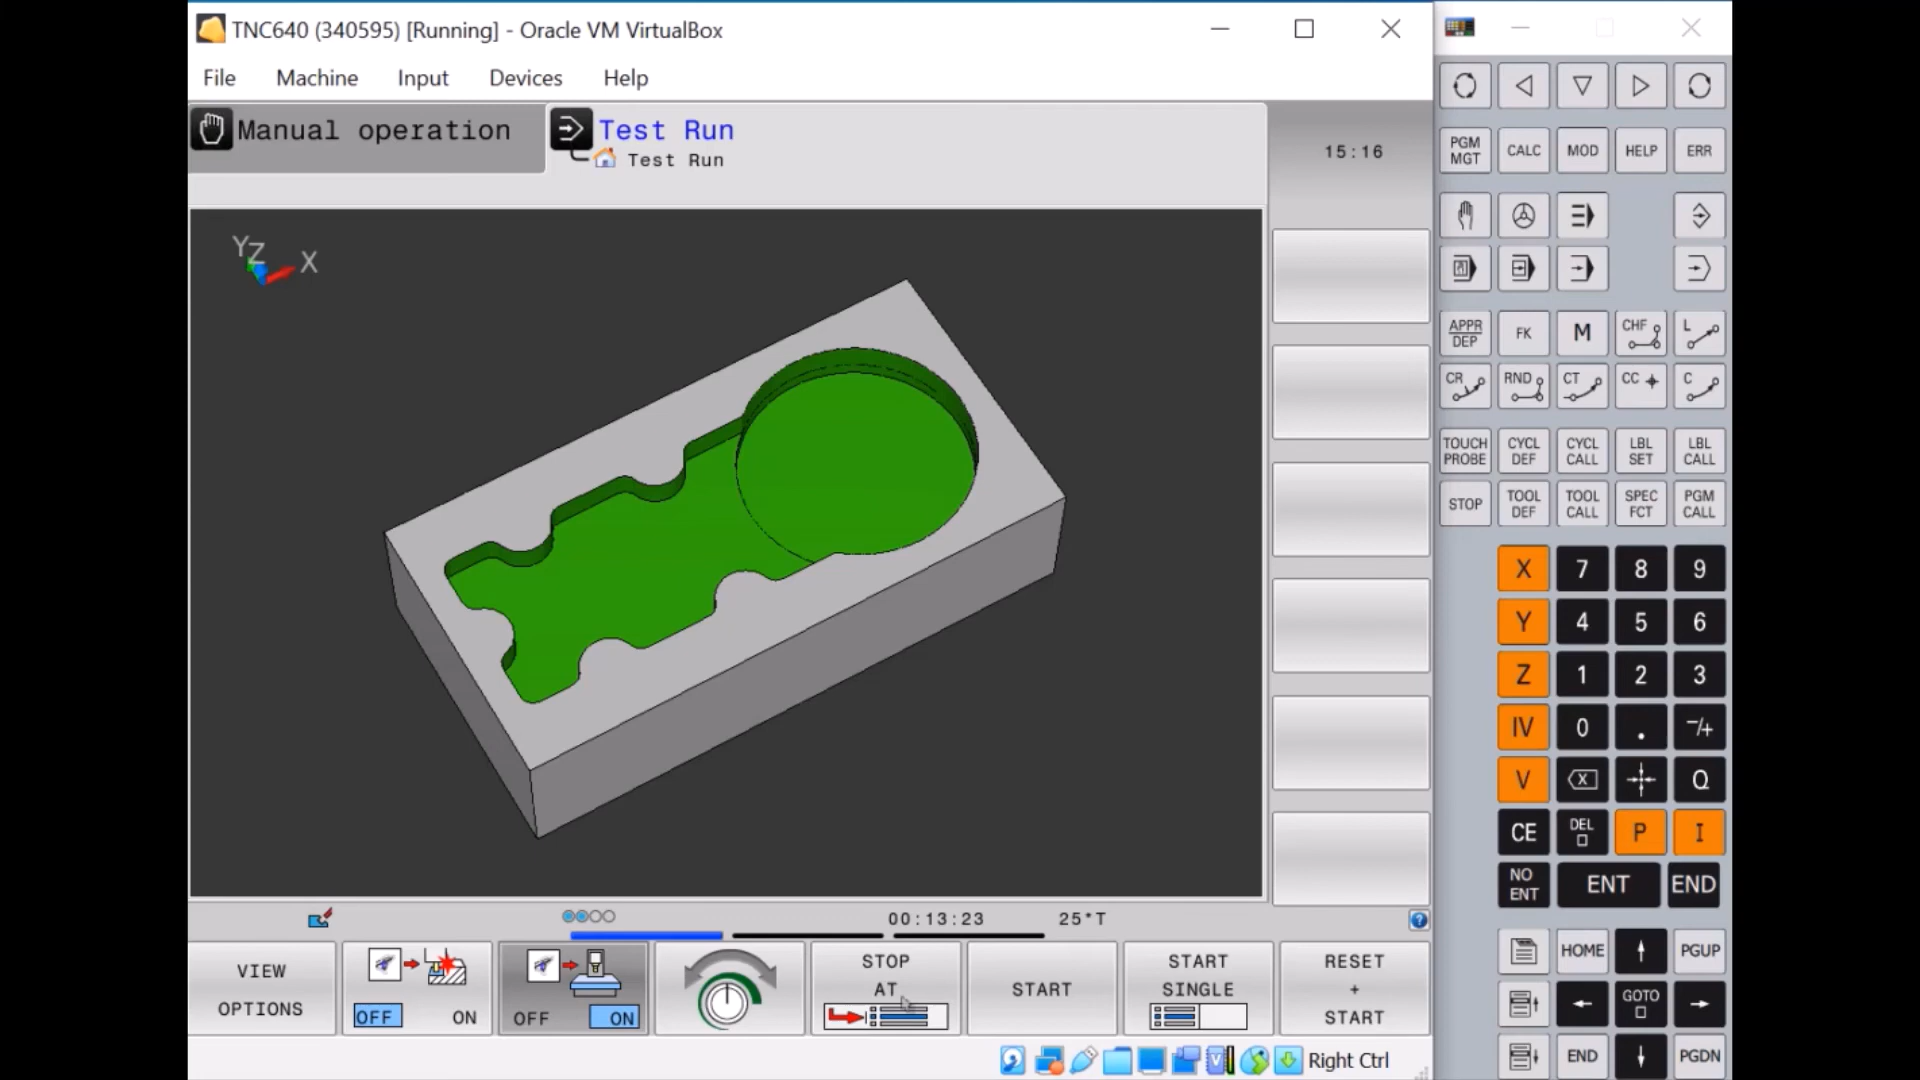 TNC640 (340595) [Running] - Oracle VM VirtualBox
File Machine Input Devices Help
Manual operation
Test Run
Test Run
15:16
Y
Z
X
00:13:23 25*T
VIEW
OPTIONS
OFF ON
OFF ON
STOP
AT
START
START
SINGLE
RESET
+
START
Right Ctrl
PGM
MGT
CALC
MOD
HELP
ERR
APPR
DEP
FK
M
CHF
L
CR
RND
CT
CC
C
TOUCH
PROBE
CYCL
DEF
CYCL
CALL
LBL
SET
LBL
CALL
STOP
TOOL
DEF
TOOL
CALL
SPEC
FCT
PGM
CALL
X 7 8 9
Y 4 5 6
Z 1 2 3
IV 0 . -/+
V X Q
CE
DEL
P I
NO
ENT
ENT END
HOME PGUP
GOTO
END PGDN